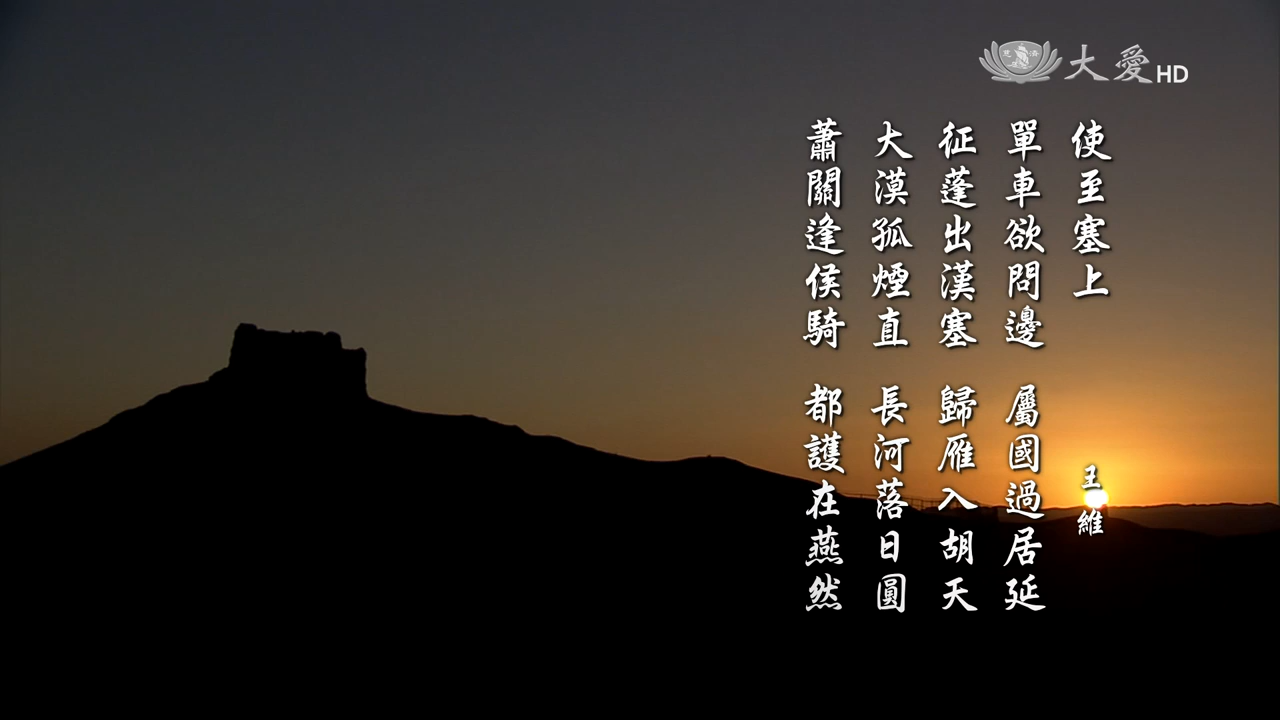 大愛HD
使至塞上
王維
單車欲問邊 屬國過居延
征蓬出漢塞 歸雁入胡天
大漠孤煙直 長河落日圓
蕭關逢侯騎 都護在燕然